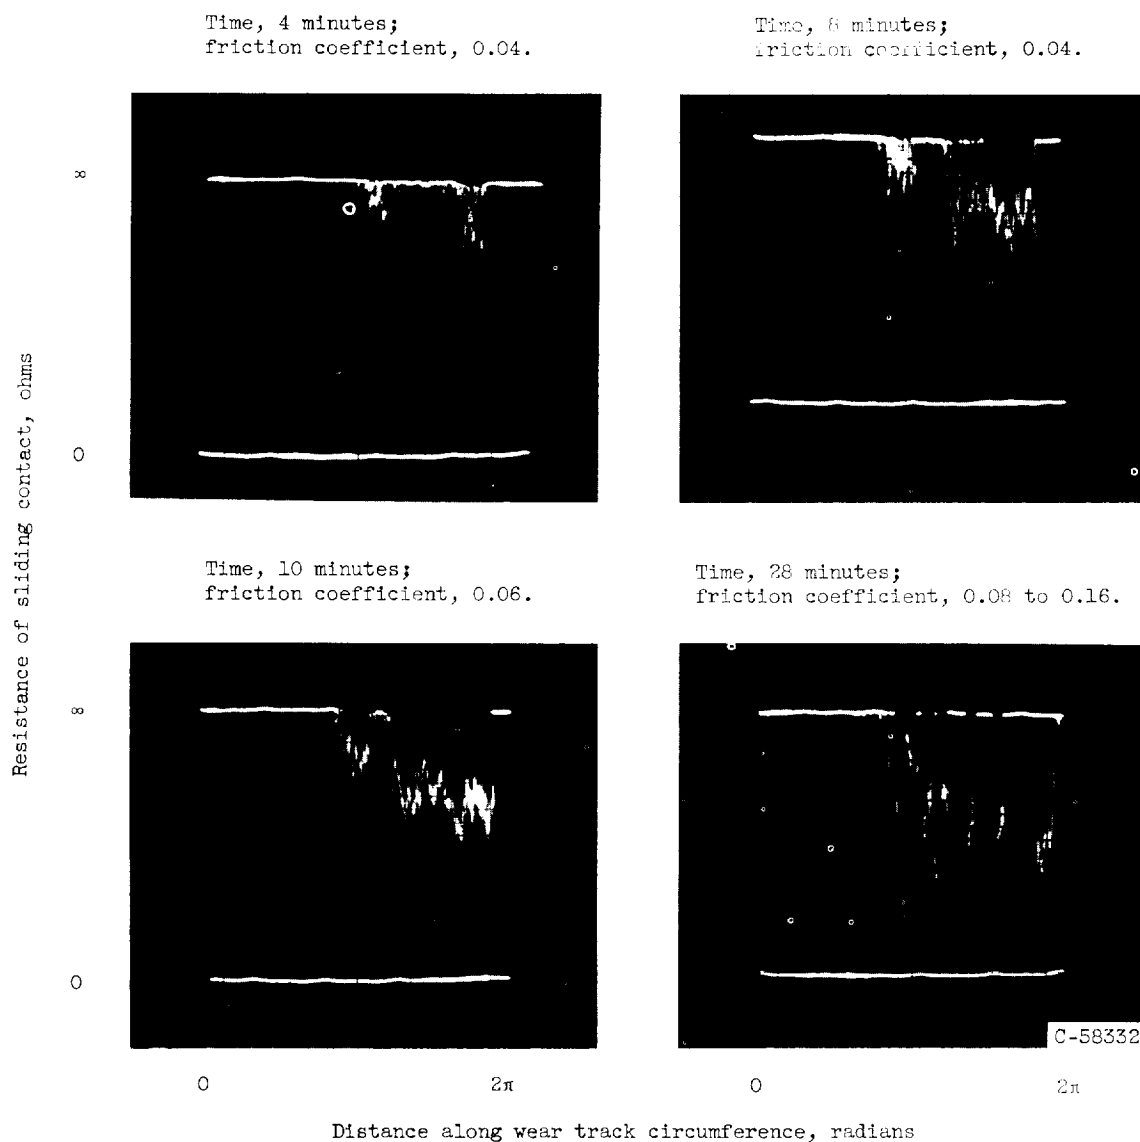 Time, 4 minutes;
friction coefficient, 0.04.
Time, 8 minutes;
friction coefficient, 0.04.
∞
0
Resistance of sliding contact, ohms
Time, 10 minutes;
friction coefficient, 0.06.
Time, 28 minutes;
friction coefficient, 0.08 to 0.16.
∞
0
C-58332
0
2π
0
2π
Distance along wear track circumference, radians